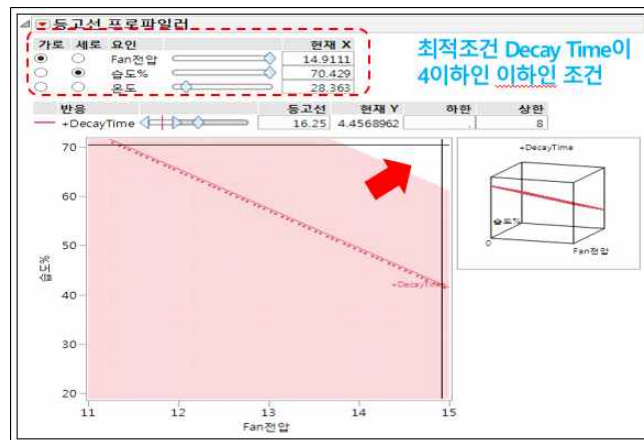 등고선 프로파일러
가로 세로 요인 현재 X
Fan전압 14.9111
습도% 70.429
온도 28.363
최적조건 Decay Time이
4이하인 이하인 조건
반응 등고선 현재 Y 하한 상한
+DecayTime 16.25 4.4568962 . 8
70
60
50
40
30
20
습도%
+DecayTime
11 12 13 14 15
Fan전압
+DecayTime
습도%
0
Fan전압